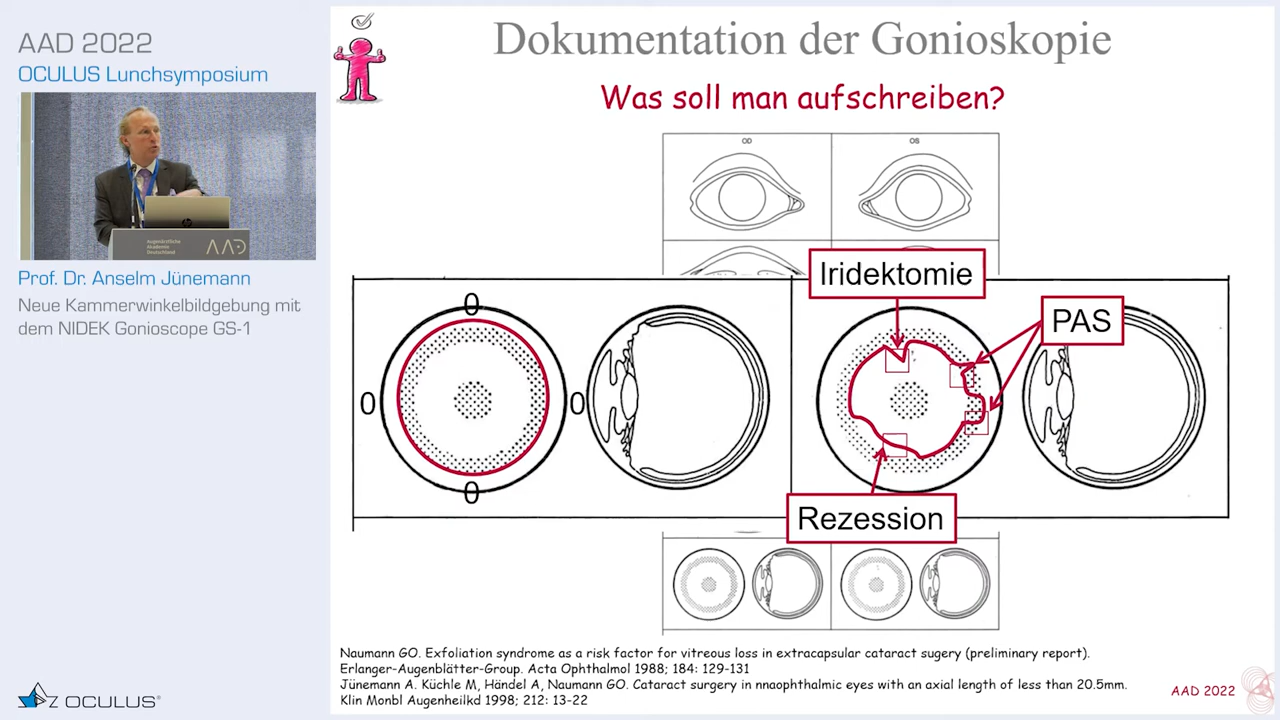 AAD 2022
OCULUS Lunchsymposium
Augenärztliche
Akademie
Deutschland
AAD
Prof. Dr. Anselm Jünemann
Neue Kammerwinkelbildgebung mit
dem NIDEK Gonioscope GS-1
OCULUS®
Dokumentation der Gonioskopie
Was soll man aufschreiben?
OD
OS
Iridektomie
PAS
0
0
0
0
Rezession
Naumann GO. Exfoliation syndrome as a risk factor for vitreous loss in extracapsular cataract sugery (preliminary report).
Erlanger-Augenblätter-Group. Acta Ophthalmol 1988; 184: 129-131
Jünemann A. Küchle M, Händel A, Naumann GO. Cataract surgery in nnaophthalmic eyes with an axial length of less than 20.5mm.
Klin Monbl Augenheilkd 1998; 212: 13-22
AAD 2022